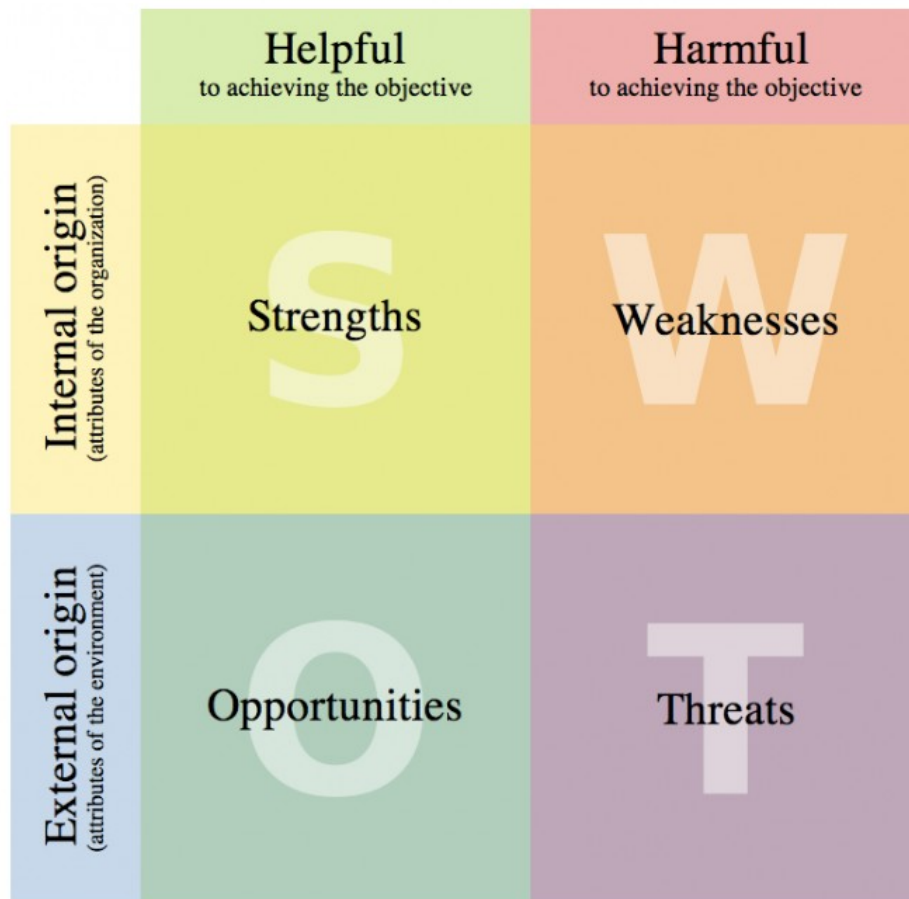 Helpful
to achieving the objective
Harmful
to achieving the objective
Internal origin
(attributes of the organization)
S
Strengths
W
Weaknesses
External origin
(attributes of the environment)
O
Opportunities
T
Threats